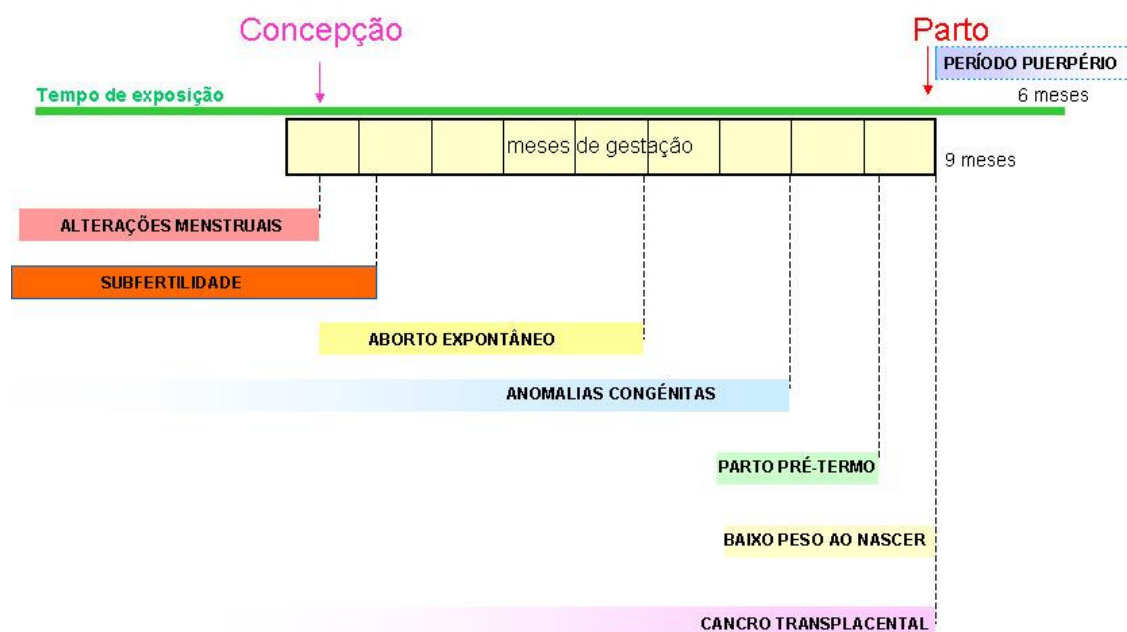 Concepção
Parto
PERÍODO PUERPÉRIO
Tempo de exposição
6 meses
meses de gestação
9 meses
ALTERAÇÕES MENSTRUAIS
SUBFERTILIDADE
ABORTO EXPONTÂNEO
ANOMALIAS CONGÉNITAS
PARTO PRÉ-TERMO
BAIXO PESO AO NASCER
CANCRO TRANSPLACENTAL